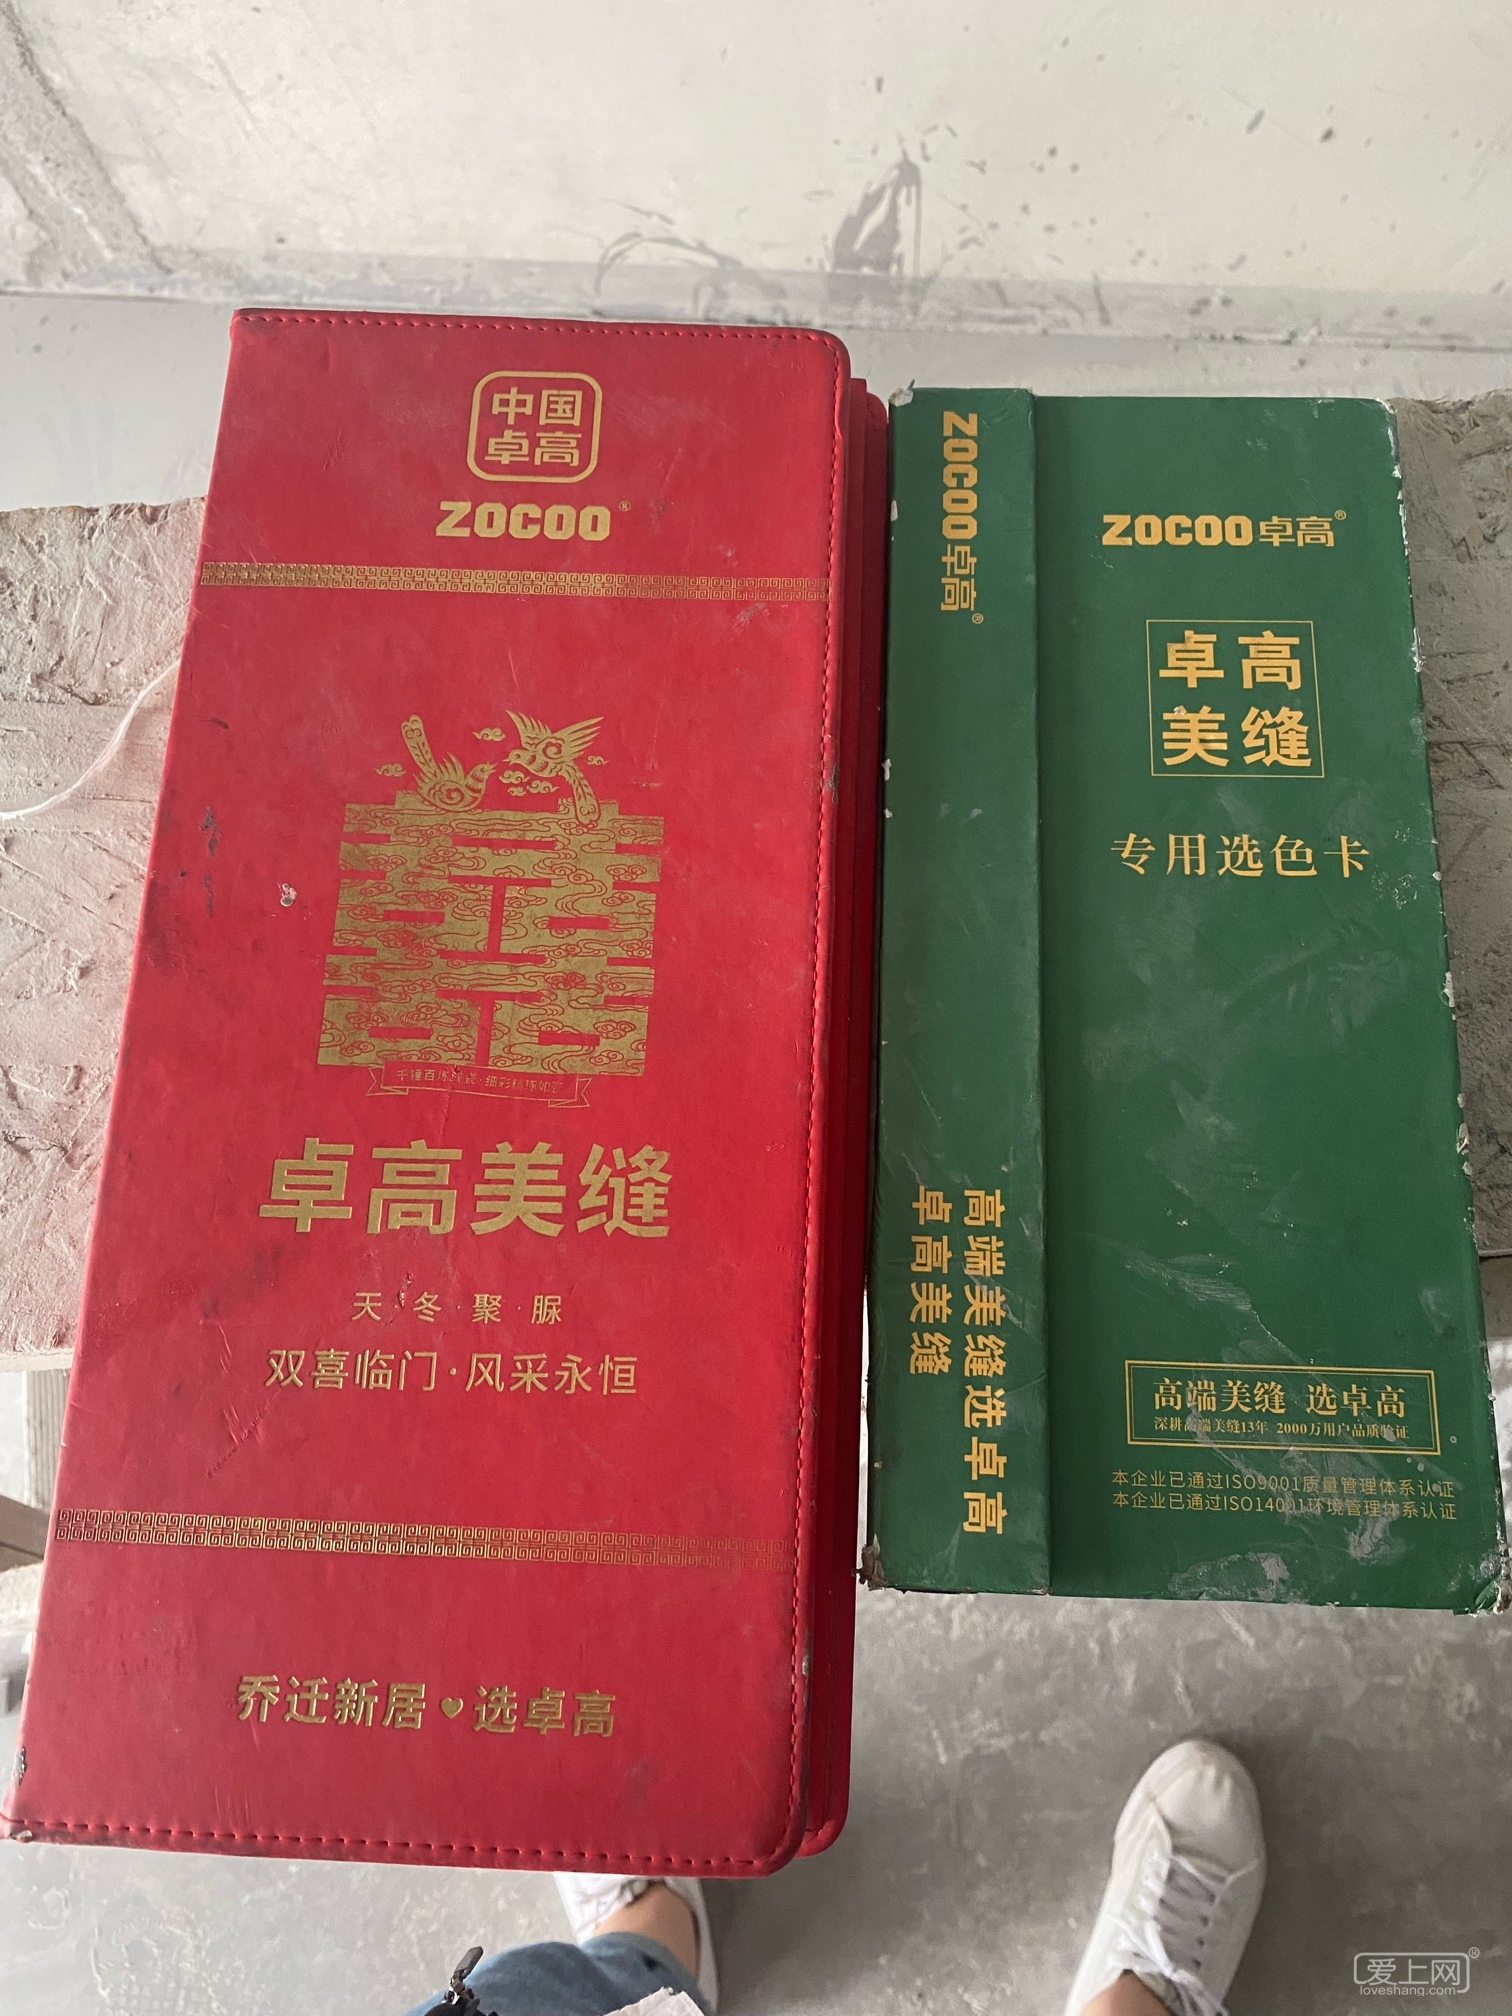 中国
卓高
ZOCOO®
卓高美缝
天·冬·聚·脲
双喜临门·风采永恒
乔迁新居♥选卓高
ZOCOO卓高®
高端美缝选卓高
卓高美缝
ZOCOO卓高®
卓高
美缝
专用选色卡
高端美缝 选卓高
深耕高端美缝13年 2000万用户品质验证
本企业已通过ISO9001质量管理体系认证
本企业已通过ISO14001环境管理体系认证
爱上网®
loveshang.com